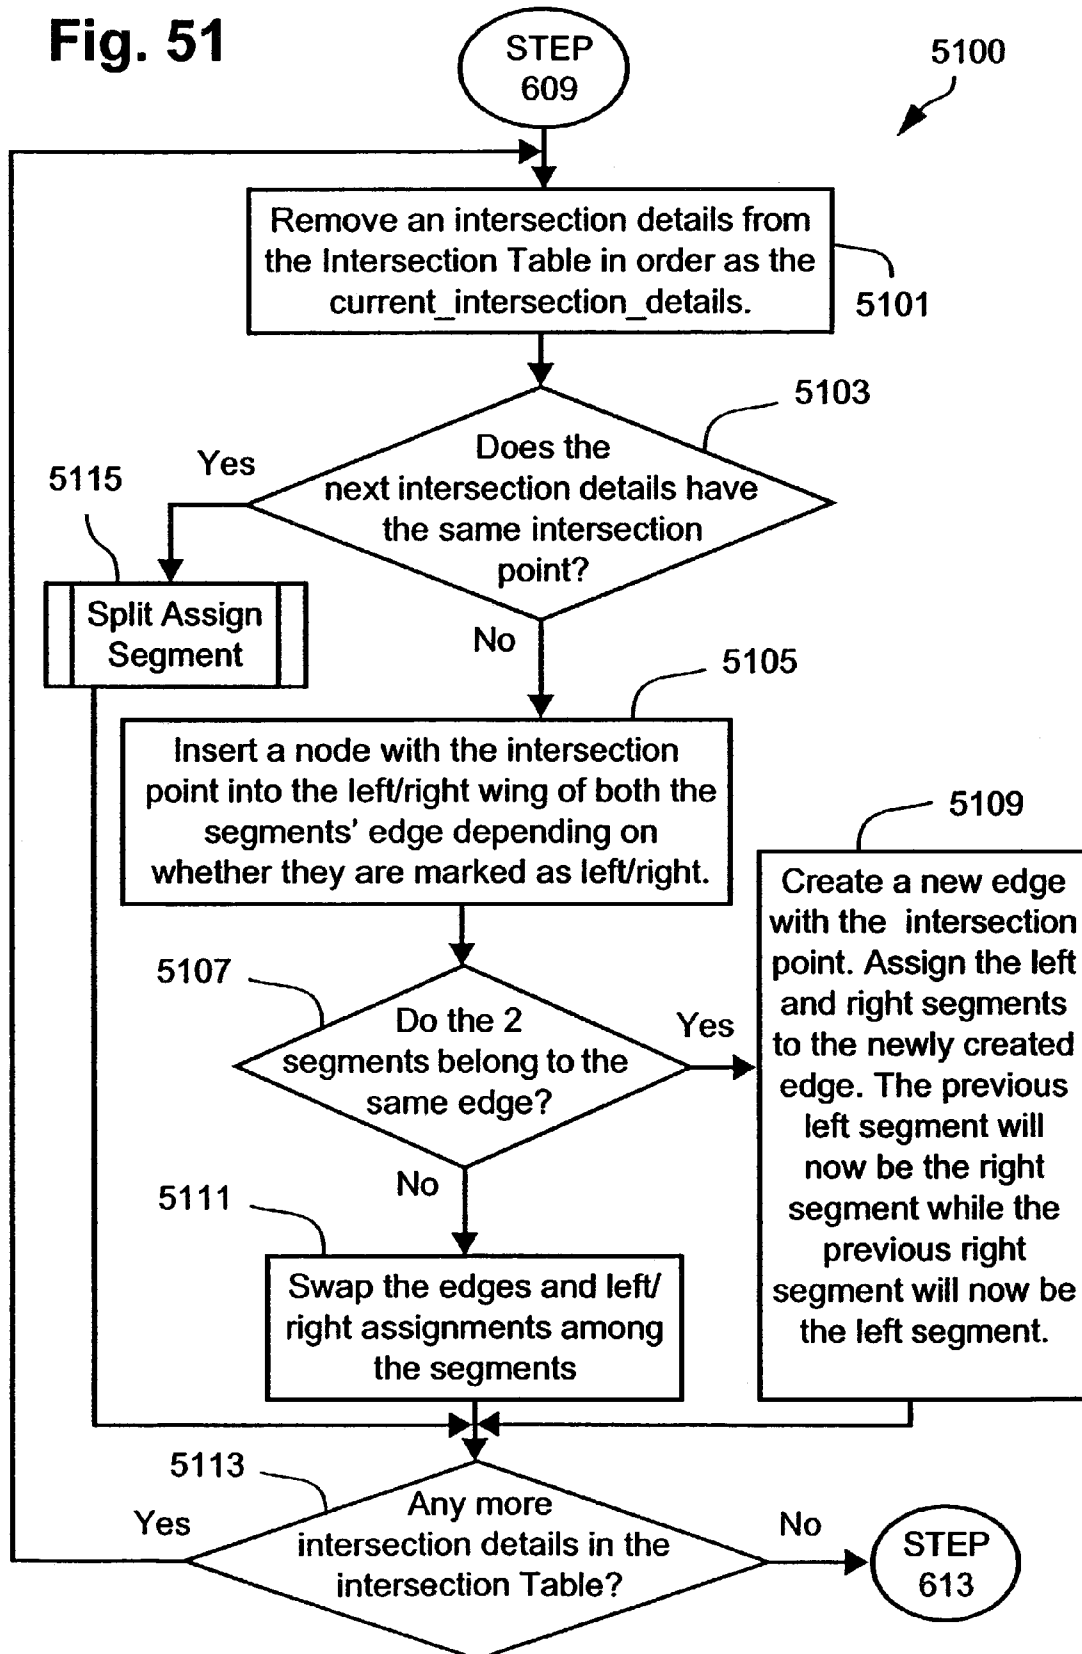 Fig. 51
STEP
609
5100
Remove an intersection details from
the Intersection Table in order as the
current_intersection_details.
5101
5103
Does the
next intersection details have
the same intersection
point?
Yes
5115
Split Assign
Segment
No
5105
Insert a node with the intersection
point into the left/right wing of both the
segments' edge depending on
whether they are marked as left/right.
5109
Create a new edge
with the intersection
point. Assign the left
and right segments
to the newly created
edge. The previous
left segment will
now be the right
segment while the
previous right
segment will now be
the left segment.
5107
Do the 2
segments belong to the
same edge?
Yes
No
5111
Swap the edges and left/
right assignments among
the segments
5113
Any more
intersection details in the
intersection Table?
Yes
No
STEP
613